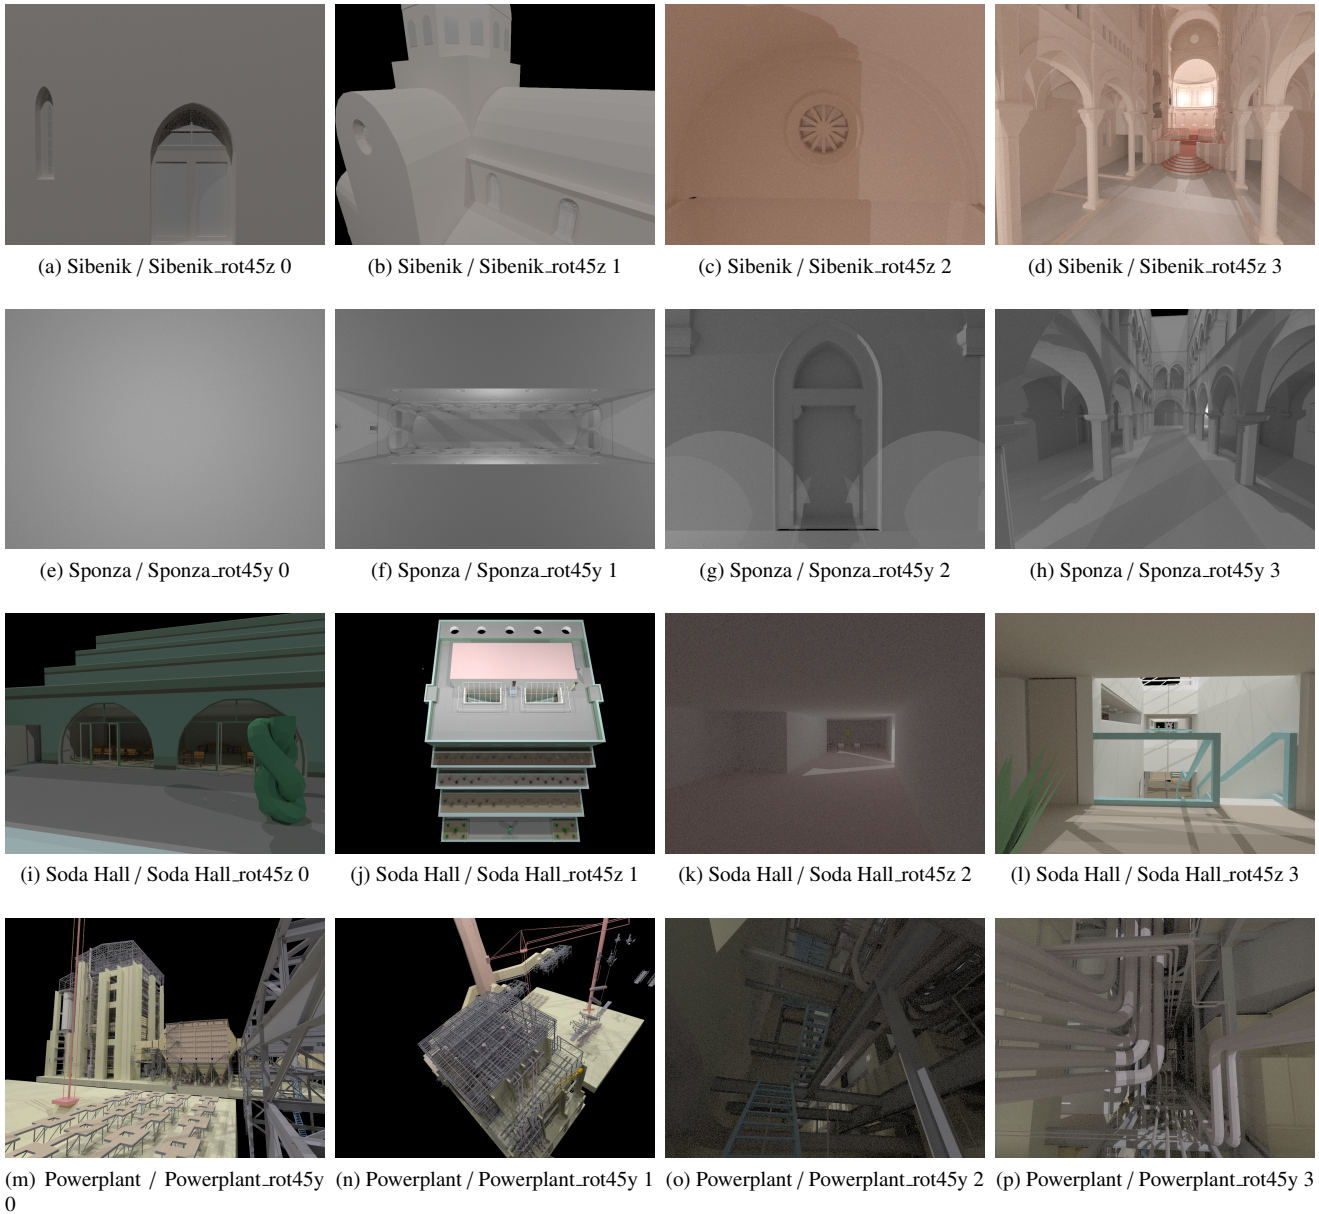 (a) Sibenik / Sibenik_rot45z 0
(b) Sibenik / Sibenik_rot45z 1
(c) Sibenik / Sibenik_rot45z 2
(d) Sibenik / Sibenik_rot45z 3
(e) Sponza / Sponza_rot45y 0
(f) Sponza / Sponza_rot45y 1
(g) Sponza / Sponza_rot45y 2
(h) Sponza / Sponza_rot45y 3
(i) Soda Hall / Soda Hall_rot45z 0
(j) Soda Hall / Soda Hall_rot45z 1
(k) Soda Hall / Soda Hall_rot45z 2
(l) Soda Hall / Soda Hall_rot45z 3
(m) Powerplant / Powerplant_rot45y
0
(n) Powerplant / Powerplant_rot45y 1
(o) Powerplant / Powerplant_rot45y 2
(p) Powerplant / Powerplant_rot45y 3